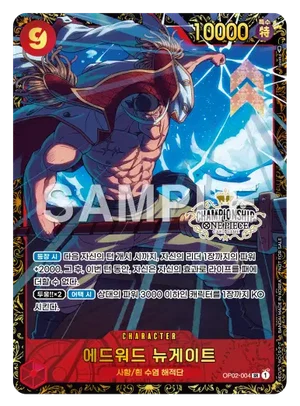 9
10000
특수
特
SAMPLE
CHAMPIONSHIP
ONE PIECE
등장 시 다음 자신의 턴 개시 시까지, 자신의 리더 1장까지의 파워
+2000. 그 후, 이번 턴 동안, 자신은 자신의 효과로 라이프를 패에
더할 수 없다.
두웅!!×2 어택 시 상대의 파워 3000 이하인 캐릭터를 1장까지 KO
시킨다.
CHARACTER
에드워드 뉴게이트
사황/흰 수염 해적단
OP02-004 SR 1